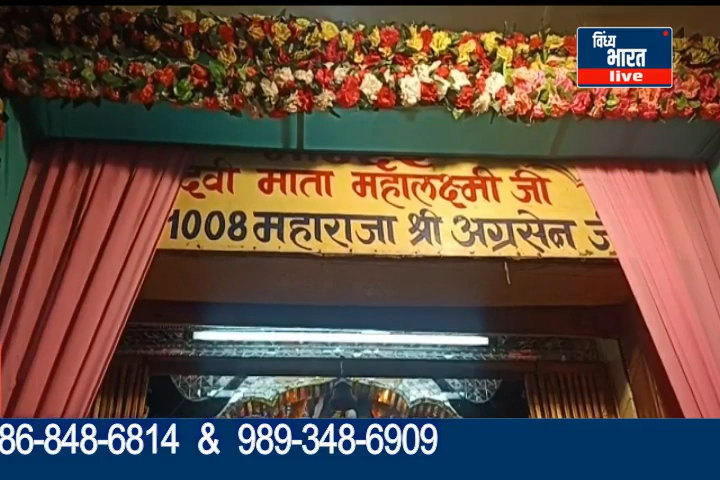 विंध्य
भारत
live
देवी माता महालक्ष्मी जी
1008 महाराजा श्री अग्रसेन
86-848-6814 & 989-348-6909